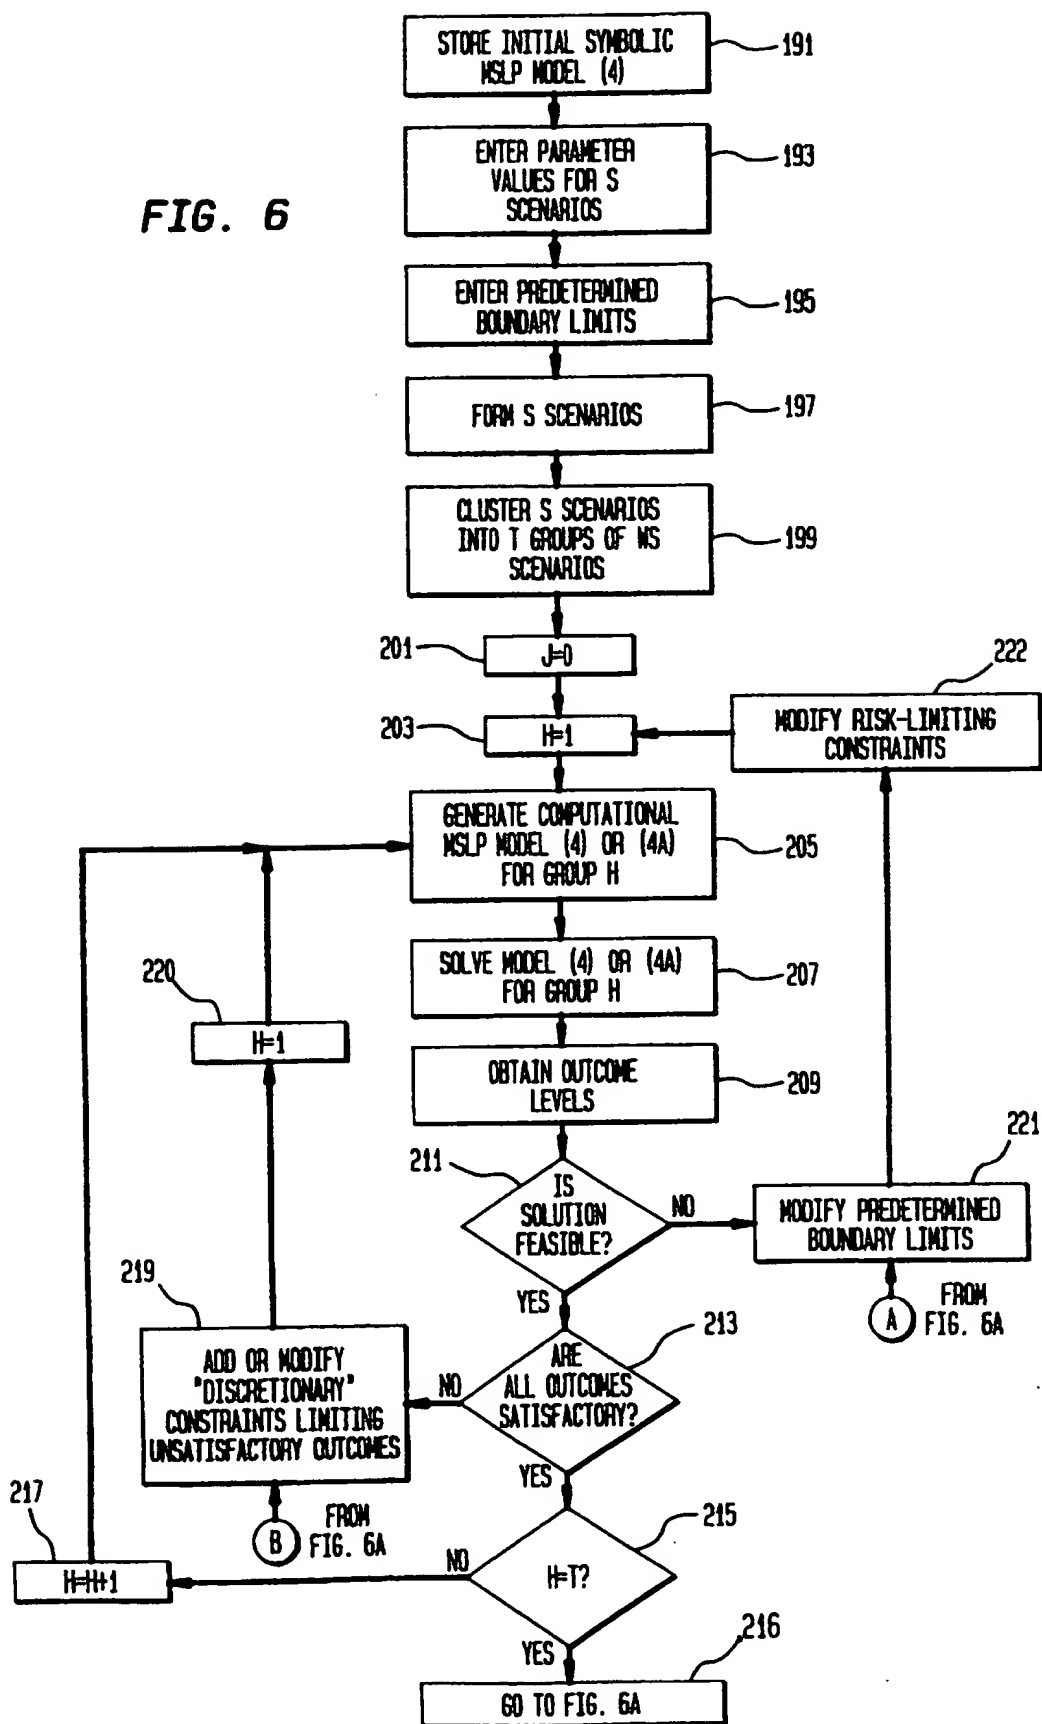 STORE INITIAL SYMBOLIC
MSLP MODEL (4)
191
ENTER PARAMETER
VALUES FOR S
SCENARIOS
193
FIG. 6
ENTER PREDETERMINED
BOUNDARY LIMITS
195
FORM S SCENARIOS
197
CLUSTER S SCENARIOS
INTO T GROUPS OF WS
SCENARIOS
199
201
J=0
222
203
H=1
MODIFY RISK-LIMITING
CONSTRAINTS
GENERATE COMPUTATIONAL
MSLP MODEL (4) OR (4A)
FOR GROUP H
205
SOLVE MODEL (4) OR (4A)
FOR GROUP H
207
220
H=1
OBTAIN OUTCOME
LEVELS
209
211
IS
SOLUTION
FEASIBLE?
NO
221
MODIFY PREDETERMINED
BOUNDARY LIMITS
YES
A
FROM
FIG. 6A
219
ADD OR MODIFY
"DISCRETIONARY"
CONSTRAINTS LIMITING
UNSATISFACTORY OUTCOMES
NO
ARE
ALL OUTCOMES
SATISFACTORY?
213
YES
217
B
FROM
FIG. 6A
H=H+1
NO
H=T?
215
YES
216
GO TO FIG. 6A